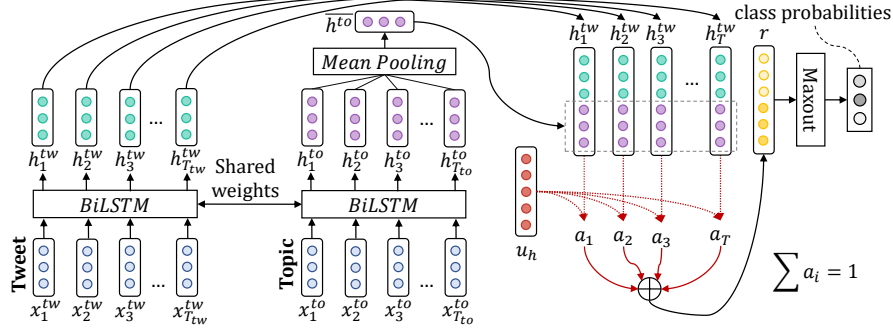 class probabilities
$\overline{h^{to}}$
$h_1^{tw}$ $h_2^{tw}$ $h_3^{tw}$ $h_T^{tw}$ $r$
...
Mean Pooling
Maxout
...
...
$h_1^{tw}$ $h_2^{tw}$ $h_3^{tw}$ $h_{T_{tw}}^{tw}$
$h_1^{to}$ $h_2^{to}$ $h_3^{to}$ $h_{T_{to}}^{to}$
Shared
weights
BiLSTM
BiLSTM
$u_h$
$a_1$ $a_2$ $a_3$ $a_T$
Tweet
...
Topic
...
$\sum a_i = 1$
$x_1^{tw}$ $x_2^{tw}$ $x_3^{tw}$ $x_{T_{tw}}^{tw}$
$x_1^{to}$ $x_2^{to}$ $x_3^{to}$ $x_{T_{to}}^{to}$